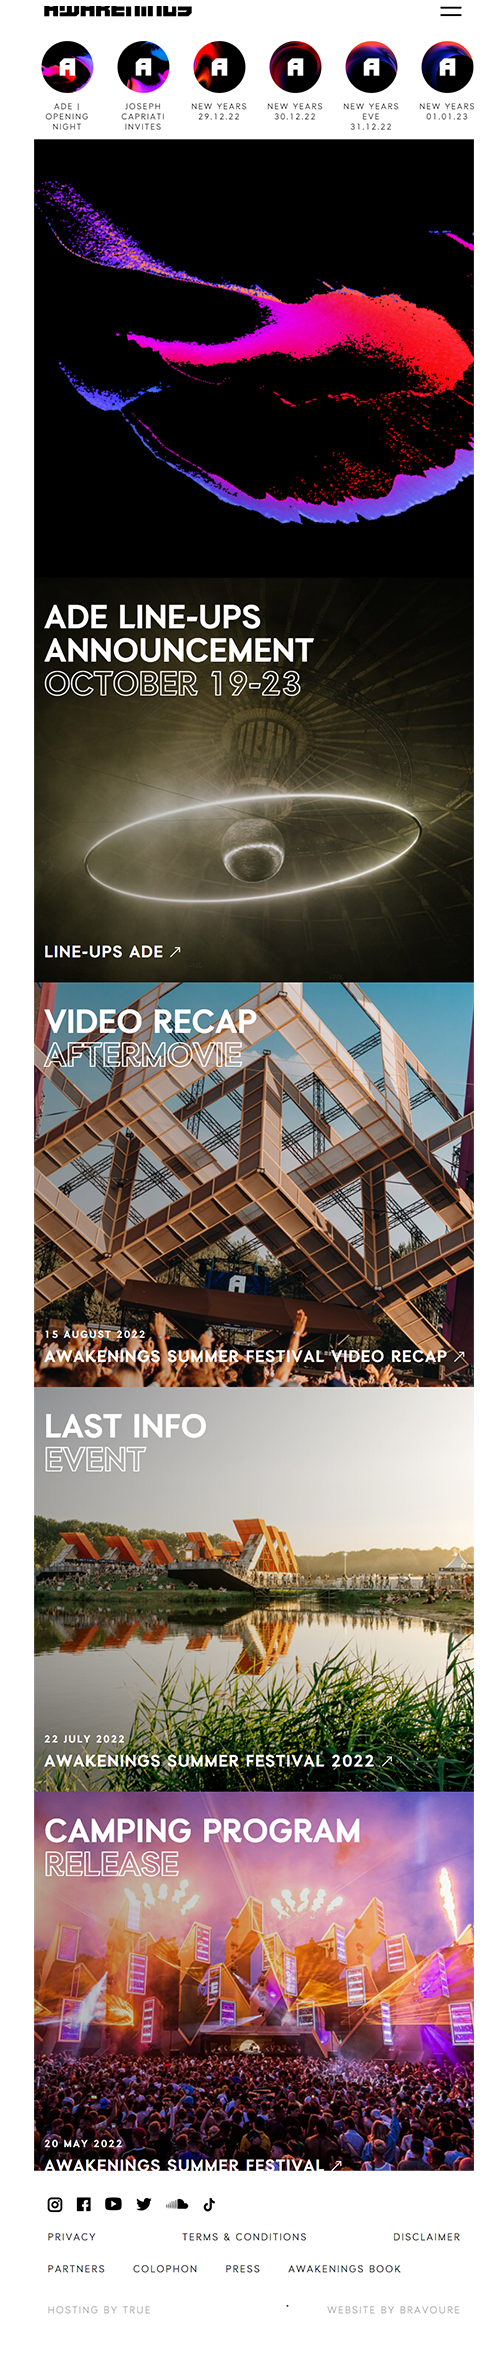 AWAKENINGS
ADE |
OPENING
NIGHT
JOSEPH
CAPRIATI
INVITES
NEW YEARS
29.12.22
NEW YEARS
30.12.22
NEW YEARS
EVE
31.12.22
NEW YEARS
01.01.23
ADE LINE-UPS
ANNOUNCEMENT
OCTOBER 19-23
LINE-UPS ADE ↗
VIDEO RECAP
AFTERMOVIE
15 AUGUST 2022
AWAKENINGS SUMMER FESTIVAL VIDEO RECAP ↗
LAST INFO
EVENT
22 JULY 2022
AWAKENINGS SUMMER FESTIVAL 2022 ↗
CAMPING PROGRAM
RELEASE
20 MAY 2022
AWAKENINGS SUMMER FESTIVAL ↗
PRIVACY TERMS & CONDITIONS DISCLAIMER
PARTNERS COLOPHON PRESS AWAKENINGS BOOK
HOSTING BY TRUE WEBSITE BY BRAVOURE